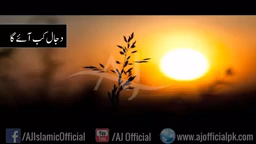 دجال کب آئے گا
/AJIslamicOfficial /AJ Official www.ajofficialpk.com